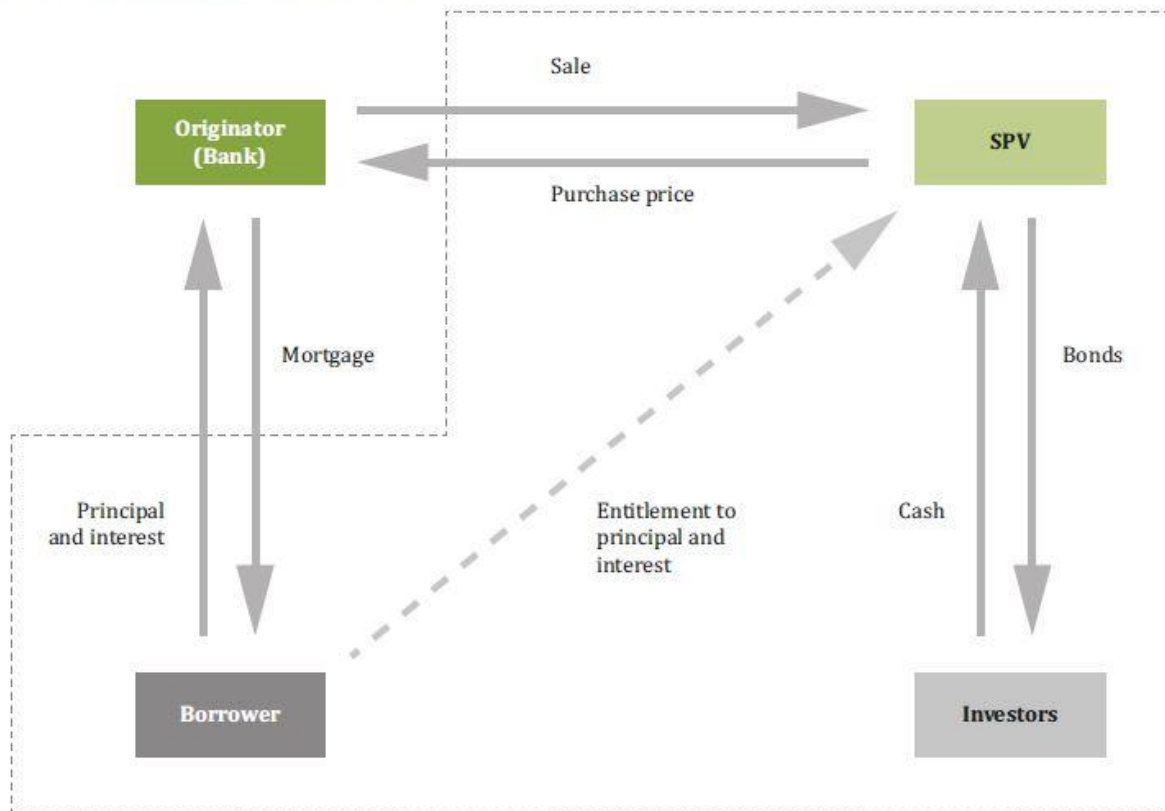 Sale
Originator
(Bank)
SPV
Purchase price
Mortgage
Bonds
Principal
and interest
Entitlement to
principal and
interest
Cash
Borrower
Investors